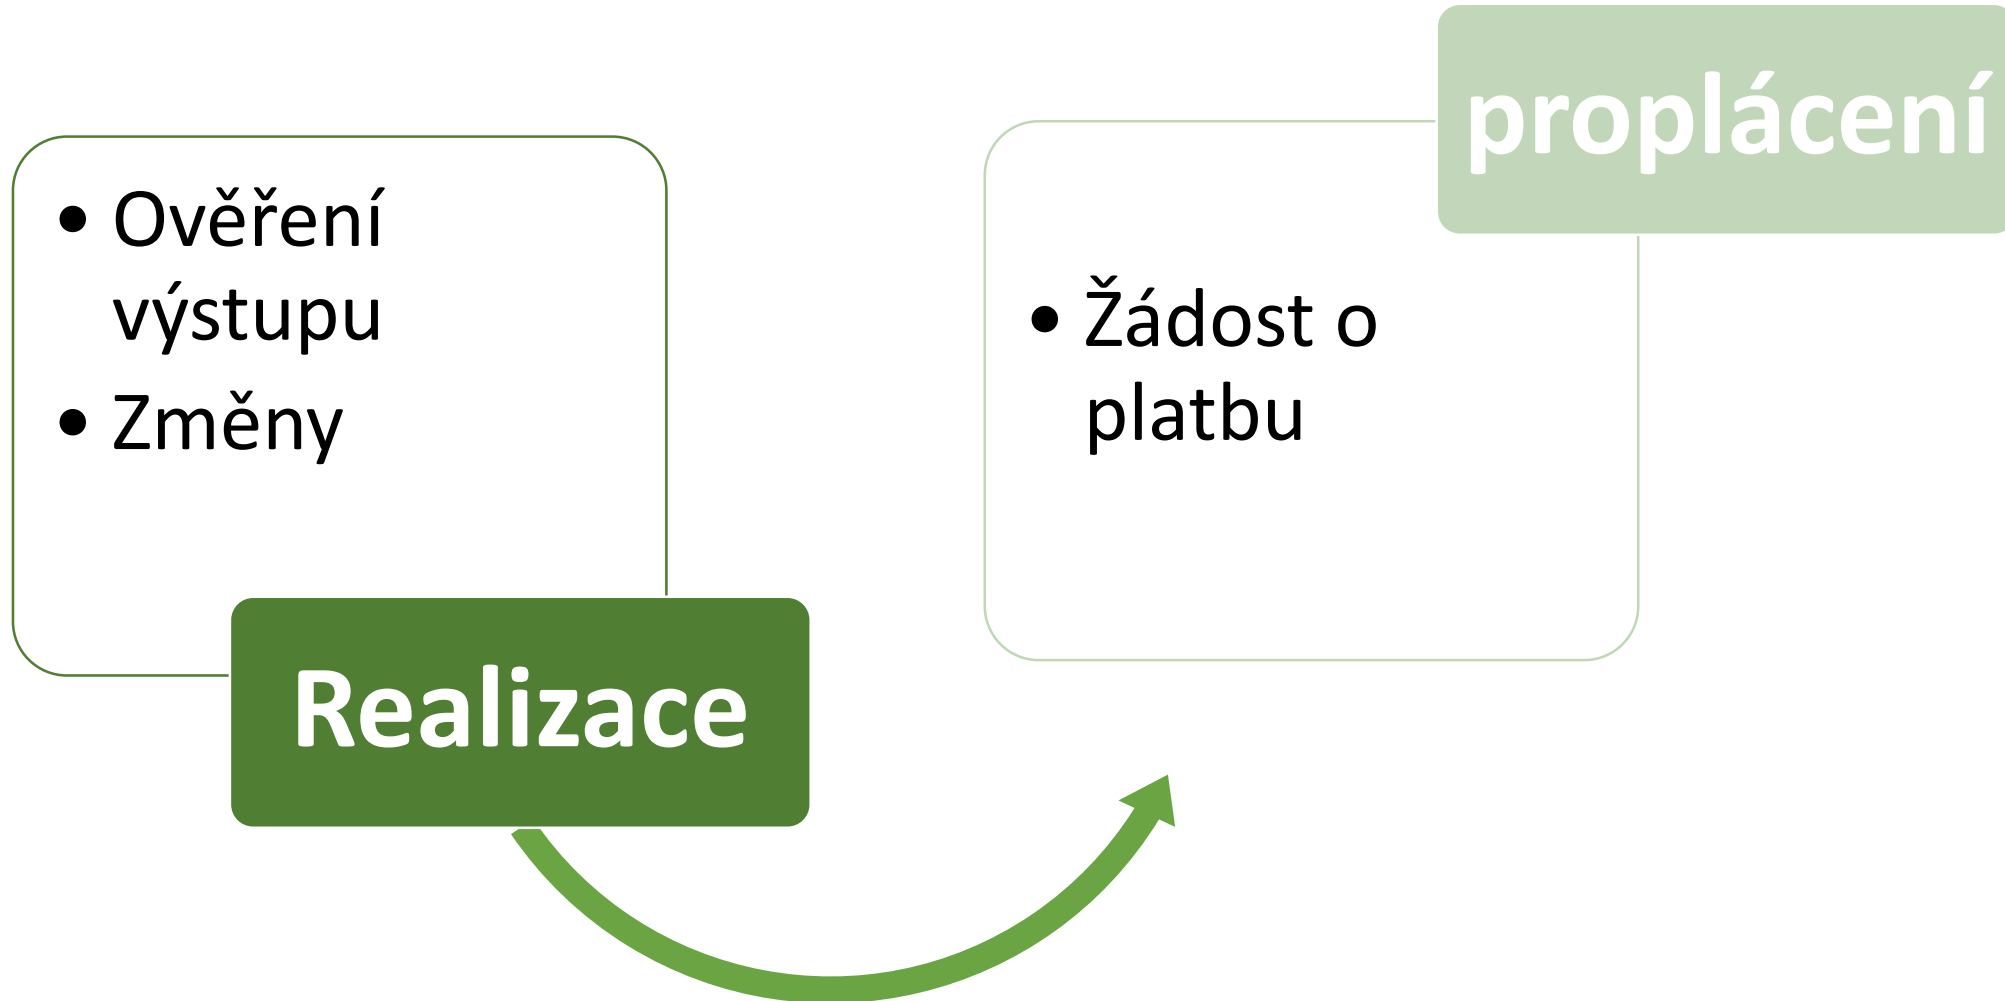 • Ověření
výstupu
• Změny
Realizace
proplácení
• Žádost o
platbu